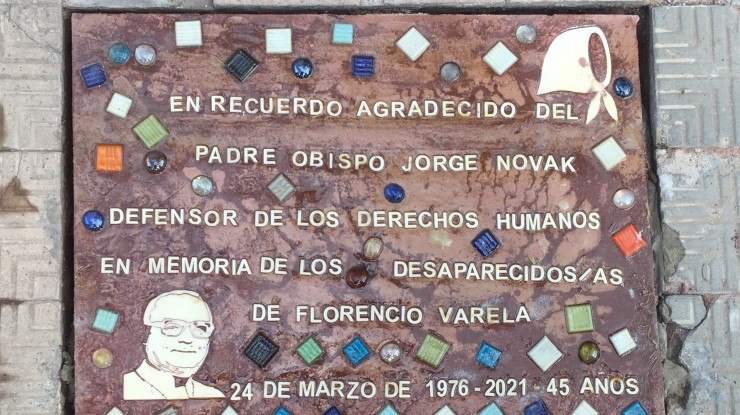 EN RECUERDO AGRADECIDO DEL
PADRE OBISPO JORGE NOVAK
DEFENSOR DE LOS DERECHOS HUMANOS
EN MEMORIA DE LOS DESAPARECIDOS/AS
DE FLORENCIO VARELA
24 DE MARZO DE 1976-2021-45 AÑOS